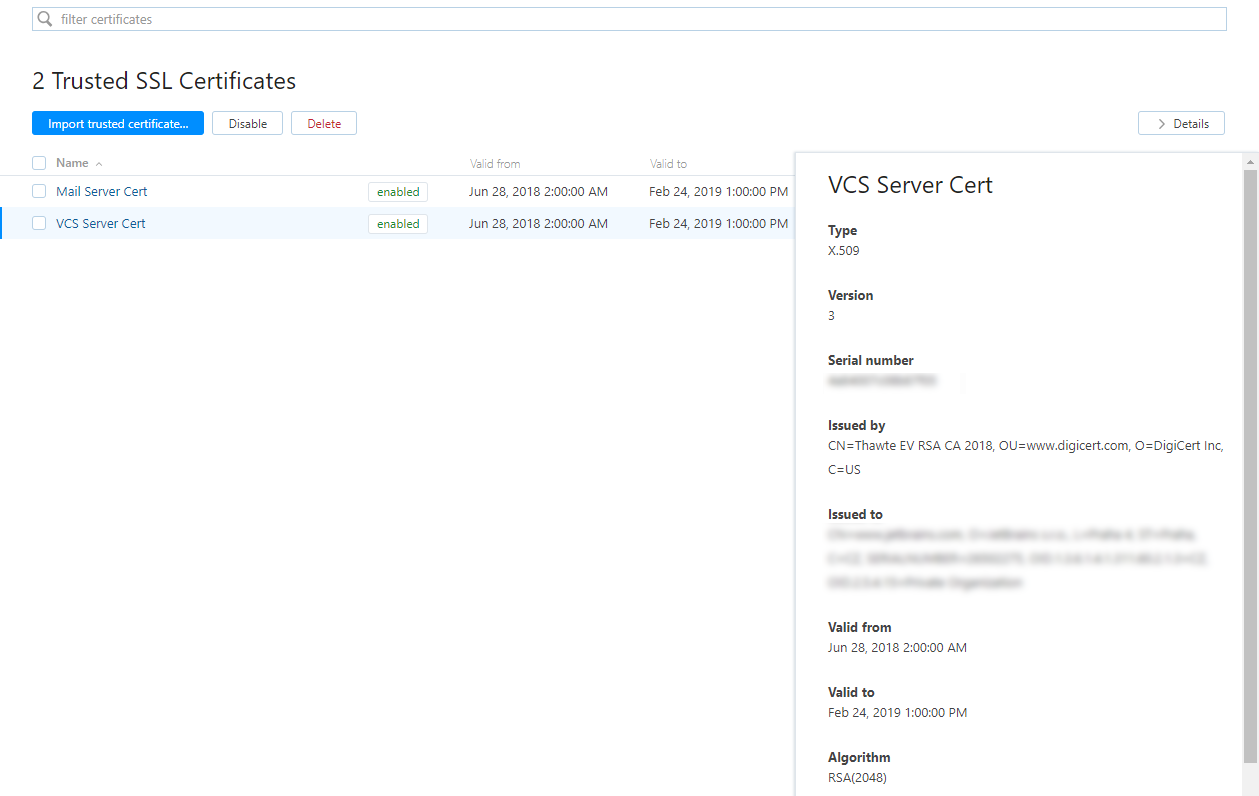 filter certificates
2 Trusted SSL Certificates
Import trusted certificate...
Disable
Delete
Details
Name
Valid from
Valid to
Mail Server Cert
enabled
Jun 28, 2018 2:00:00 AM
Feb 24, 2019 1:00:00 PM
VCS Server Cert
enabled
Jun 28, 2018 2:00:00 AM
Feb 24, 2019 1:00:00 PM
VCS Server Cert
Type
X.509
Version
3
Serial number
Issued by
CN=Thawte EV RSA CA 2018, OU=www.digicert.com, O=DigiCert Inc,
C=US
Issued to
Valid from
Jun 28, 2018 2:00:00 AM
Valid to
Feb 24, 2019 1:00:00 PM
Algorithm
RSA(2048)